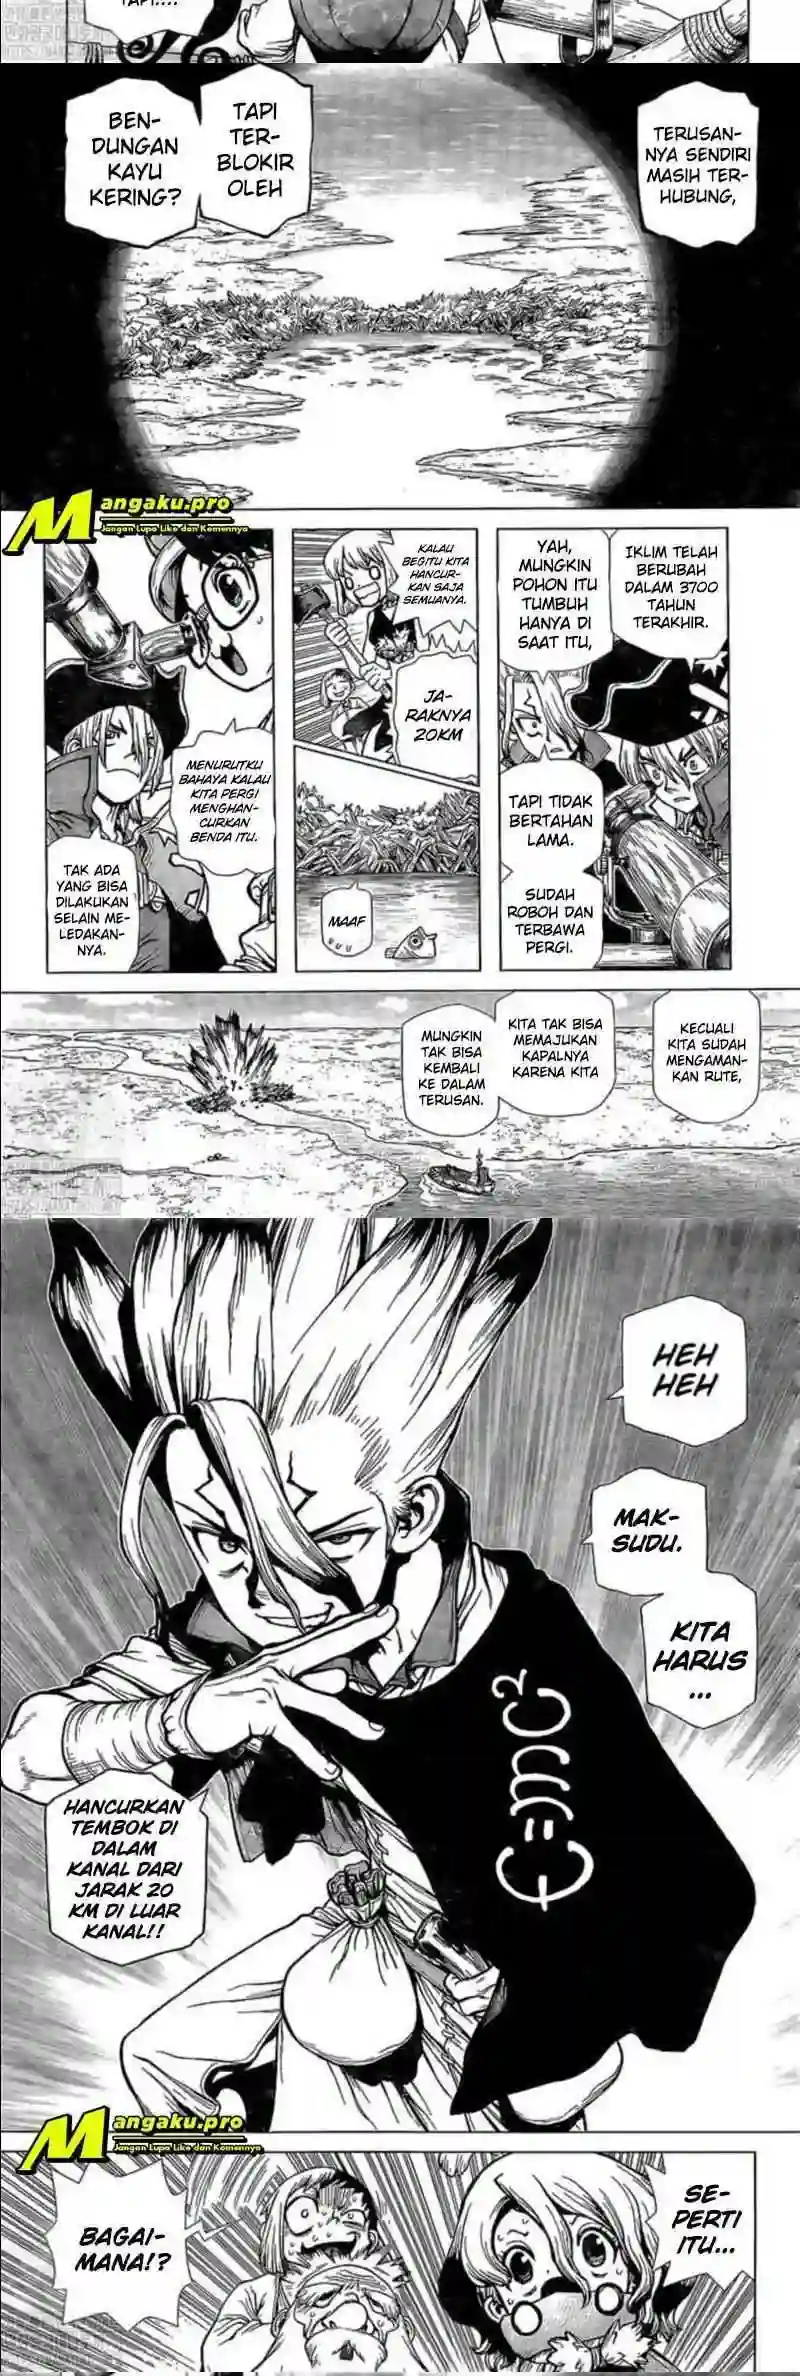 TAPI....
TERUSAN-
NYA SENDIRI
MASIH TER-
HUBUNG,
TAPI
TER-
BLOKIR
OLEH
BEN-
DUNGAN
KAYU
KERING?
Mangaku.pro
Jangan Lupa Like dan Komennya
IKLIM TELAH
BERUBAH
DALAM 3700
TAHUN
TERAKHIR.
YAH,
MUNGKIN
POHON ITU
TUMBUH
HANYA DI
SAAT ITU,
TAPI TIDAK
BERTAHAN
LAMA.
SUDAH
ROBOH DAN
TERBAWA
PERGI.
KALAU
BEGITU KITA
HANCUR-
KAN SAJA
SEMUANYA.
JA-
RAKNYA
20KM
MAAF
MENURUTKU
BAHAYA KALAU
KITA PERGI
MENGHAN-
CURKAN
BENDA ITU.
TAK ADA
YANG BISA
DILAKUKAN
SELAIN ME-
LEDAKAN-
NYA.
KECUALI
KITA SUDAH
MENGAMAN-
KAN RUTE,
KITA TAK BISA
MEMAJUKAN
KAPALNYA
KARENA KITA
MUNGKIN
TAK BISA
KEMBALI
KE DALAM
TERUSAN.
HEH
HEH
MAK-
SUDU.
KITA
HARUS
...
E=mc²
HANCURKAN
TEMBOK DI
DALAM
KANAL DARI
JARAK 20
KM DI LUAR
KANAL!!
Mangaku.pro
Jangan Lupa Like dan Komennya
SE-
PERTI
ITU...
BAGAI-
MANA!?